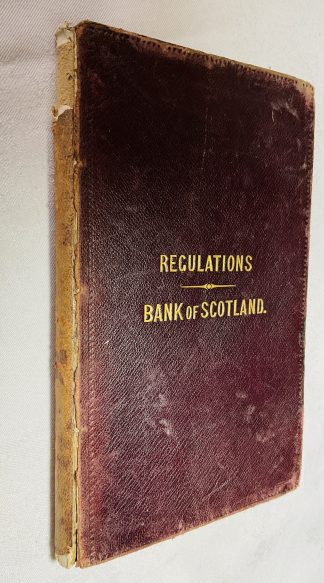 REGULATIONS
BANK OF SCOTLAND.